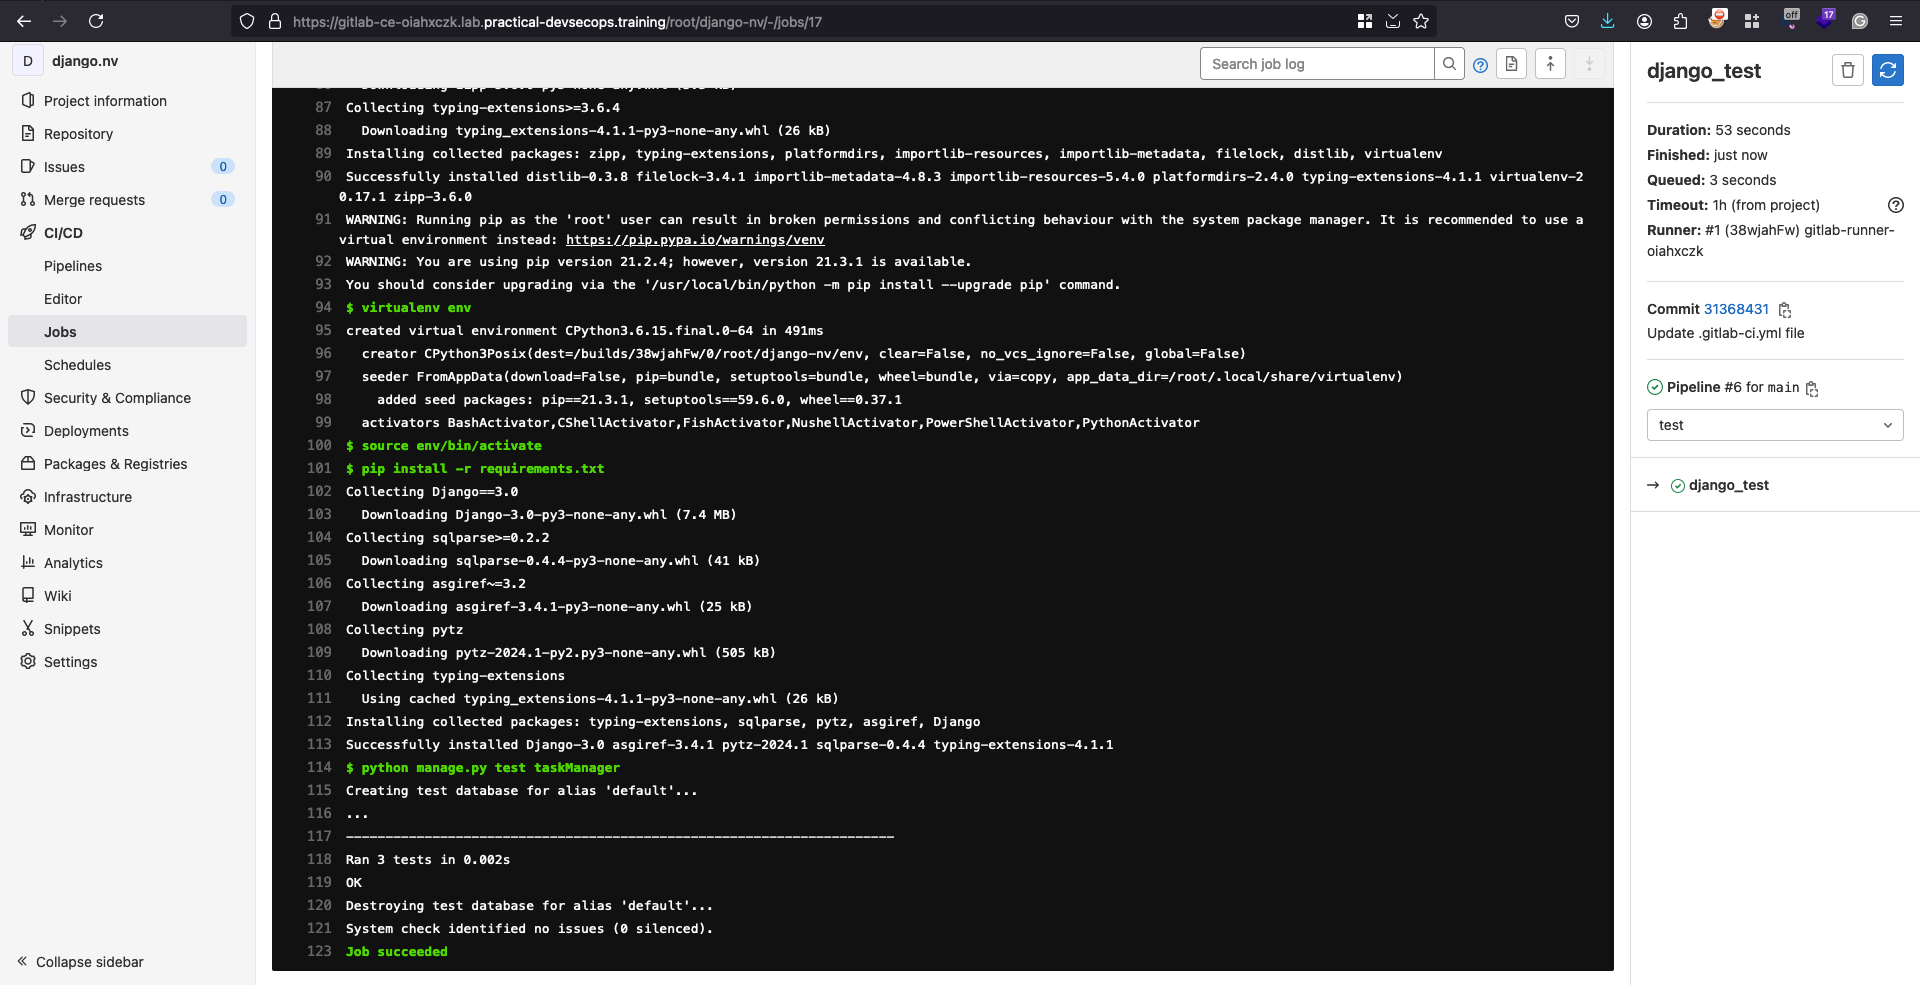 https://gitlab-ce-oiahxczk.lab.practical-devsecops.training/root/django-nv/-/jobs/17
off
17
D django.nv
Project information
Repository
Issues 0
Merge requests 0
CI/CD
Pipelines
Editor
Jobs
Schedules
Security & Compliance
Deployments
Packages & Registries
Infrastructure
Monitor
Analytics
Wiki
Snippets
Settings
Collapse sidebar
Search job log
87 Collecting typing-extensions>=3.6.4
88 Downloading typing_extensions-4.1.1-py3-none-any.whl (26 kB)
89 Installing collected packages: zipp, typing-extensions, platformdirs, importlib-resources, importlib-metadata, filelock, distlib, virtualenv
90 Successfully installed distlib-0.3.8 filelock-3.4.1 importlib-metadata-4.8.3 importlib-resources-5.4.0 platformdirs-2.4.0 typing-extensions-4.1.1 virtualenv-2
0.17.1 zipp-3.6.0
91 WARNING: Running pip as the 'root' user can result in broken permissions and conflicting behaviour with the system package manager. It is recommended to use a
virtual environment instead: https://pip.pypa.io/warnings/venv
92 WARNING: You are using pip version 21.2.4; however, version 21.3.1 is available.
93 You should consider upgrading via the '/usr/local/bin/python -m pip install --upgrade pip' command.
94 $ virtualenv env
95 created virtual environment CPython3.6.15.final.0-64 in 491ms
96 creator CPython3Posix(dest=/builds/38wjahFw/0/root/django-nv/env, clear=False, no_vcs_ignore=False, global=False)
97 seeder FromAppData(download=False, pip=bundle, setuptools=bundle, wheel=bundle, via=copy, app_data_dir=/root/.local/share/virtualenv)
98 added seed packages: pip==21.3.1, setuptools==59.6.0, wheel==0.37.1
99 activators BashActivator,CShellActivator,FishActivator,NushellActivator,PowerShellActivator,PythonActivator
100 $ source env/bin/activate
101 $ pip install -r requirements.txt
102 Collecting Django==3.0
103 Downloading Django-3.0-py3-none-any.whl (7.4 MB)
104 Collecting sqlparse>=0.2.2
105 Downloading sqlparse-0.4.4-py3-none-any.whl (41 kB)
106 Collecting asgiref~=3.2
107 Downloading asgiref-3.4.1-py3-none-any.whl (25 kB)
108 Collecting pytz
109 Downloading pytz-2024.1-py2.py3-none-any.whl (505 kB)
110 Collecting typing-extensions
111 Using cached typing_extensions-4.1.1-py3-none-any.whl (26 kB)
112 Installing collected packages: typing-extensions, sqlparse, pytz, asgiref, Django
113 Successfully installed Django-3.0 asgiref-3.4.1 pytz-2024.1 sqlparse-0.4.4 typing-extensions-4.1.1
114 $ python manage.py test taskManager
115 Creating test database for alias 'default'...
116 ...
117 ----------------------------------------------------------------------
118 Ran 3 tests in 0.002s
119 OK
120 Destroying test database for alias 'default'...
121 System check identified no issues (0 silenced).
123 Job succeeded
django_test
Duration: 53 seconds
Finished: just now
Queued: 3 seconds
Timeout: 1h (from project)
Runner: #1 (38wjahFw) gitlab-runner-
oiahxczk
Commit 31368431
Update .gitlab-ci.yml file
Pipeline #6 for main
test
→ django_test